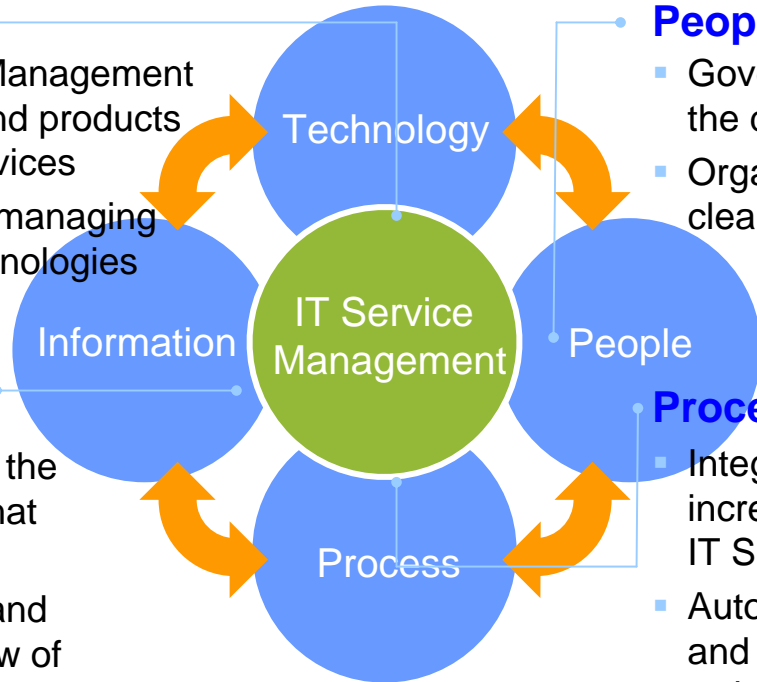 Management
nd products
vices
managing
nologies
Technology
Information
IT Service
Management
People
Process
the
hat
and
w of
Peop
Gove
the
Orga
clea
Proce
Integ
incre
IT S
Auto
and